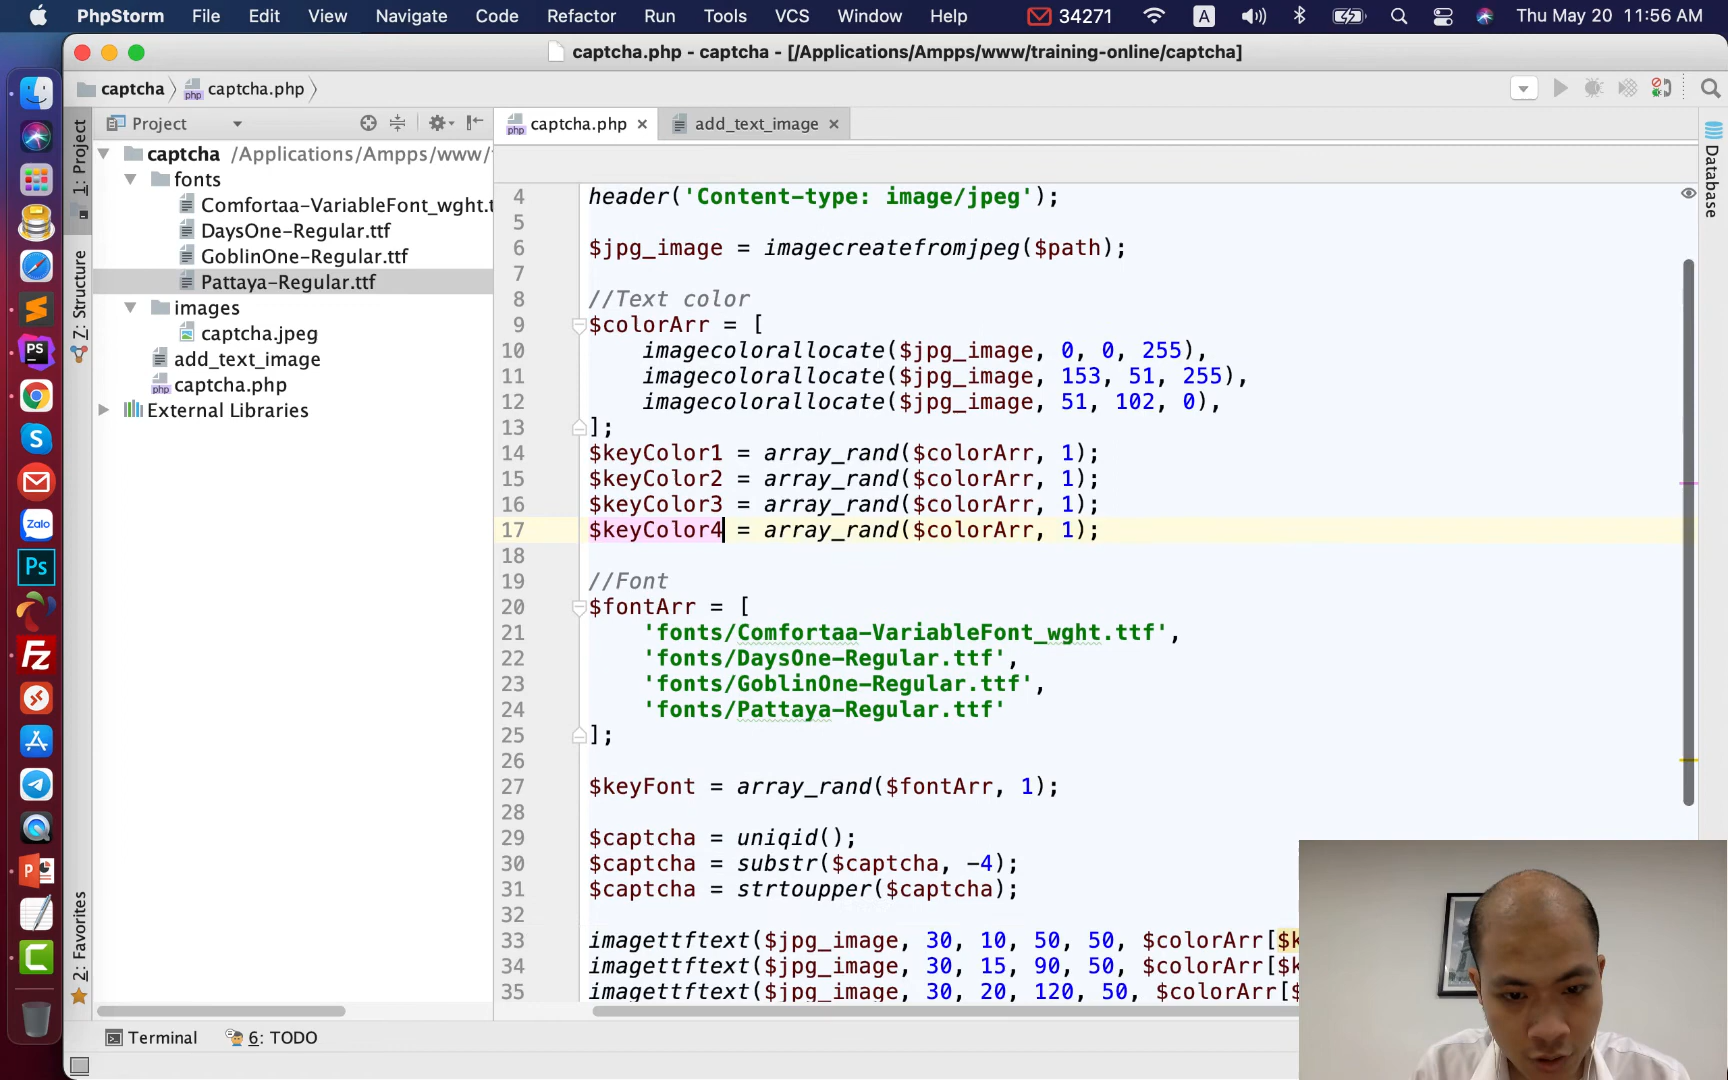 PhpStorm File Edit View Navigate Code Refactor Run Tools VCS Window Help 34271 A Thu May 20 11:56 AM
captcha.php - captcha - [/Applications/Ampps/www/training-online/captcha]
captcha captcha.php
Project
captcha.php
add_text_image
1: Project
Z: Structure
2: Favorites
Database
captcha /Applications/Ampps/www/
fonts
Comfortaa-VariableFont_wght.t
DaysOne-Regular.ttf
GoblinOne-Regular.ttf
Pattaya-Regular.ttf
images
captcha.jpeg
add_text_image
captcha.php
External Libraries
4 header('Content-type: image/jpeg');
5
6 $jpg_image = imagecreatefromjpeg($path);
7
8 //Text color
9 $colorArr = [
10 imagecolorallocate($jpg_image, 0, 0, 255),
11 imagecolorallocate($jpg_image, 153, 51, 255),
12 imagecolorallocate($jpg_image, 51, 102, 0),
13 ];
14 $keyColor1 = array_rand($colorArr, 1);
15 $keyColor2 = array_rand($colorArr, 1);
16 $keyColor3 = array_rand($colorArr, 1);
17 $keyColor4 = array_rand($colorArr, 1);
18
19 //Font
20 $fontArr = [
21 'fonts/Comfortaa-VariableFont_wght.ttf',
22 'fonts/DaysOne-Regular.ttf',
23 'fonts/GoblinOne-Regular.ttf',
24 'fonts/Pattaya-Regular.ttf'
25 ];
26
27 $keyFont = array_rand($fontArr, 1);
28
29 $captcha = uniqid();
30 $captcha = substr($captcha, -4);
31 $captcha = strtoupper($captcha);
32
33 imagettftext($jpg_image, 30, 10, 50, 50, $colorArr[$k
34 imagettftext($jpg_image, 30, 15, 90, 50, $colorArr[$k
35 imagettftext($jpg_image, 30, 20, 120, 50, $colorArr[$
PS
S
Zalo
Ps
Fz
P
C
Terminal 6: TODO